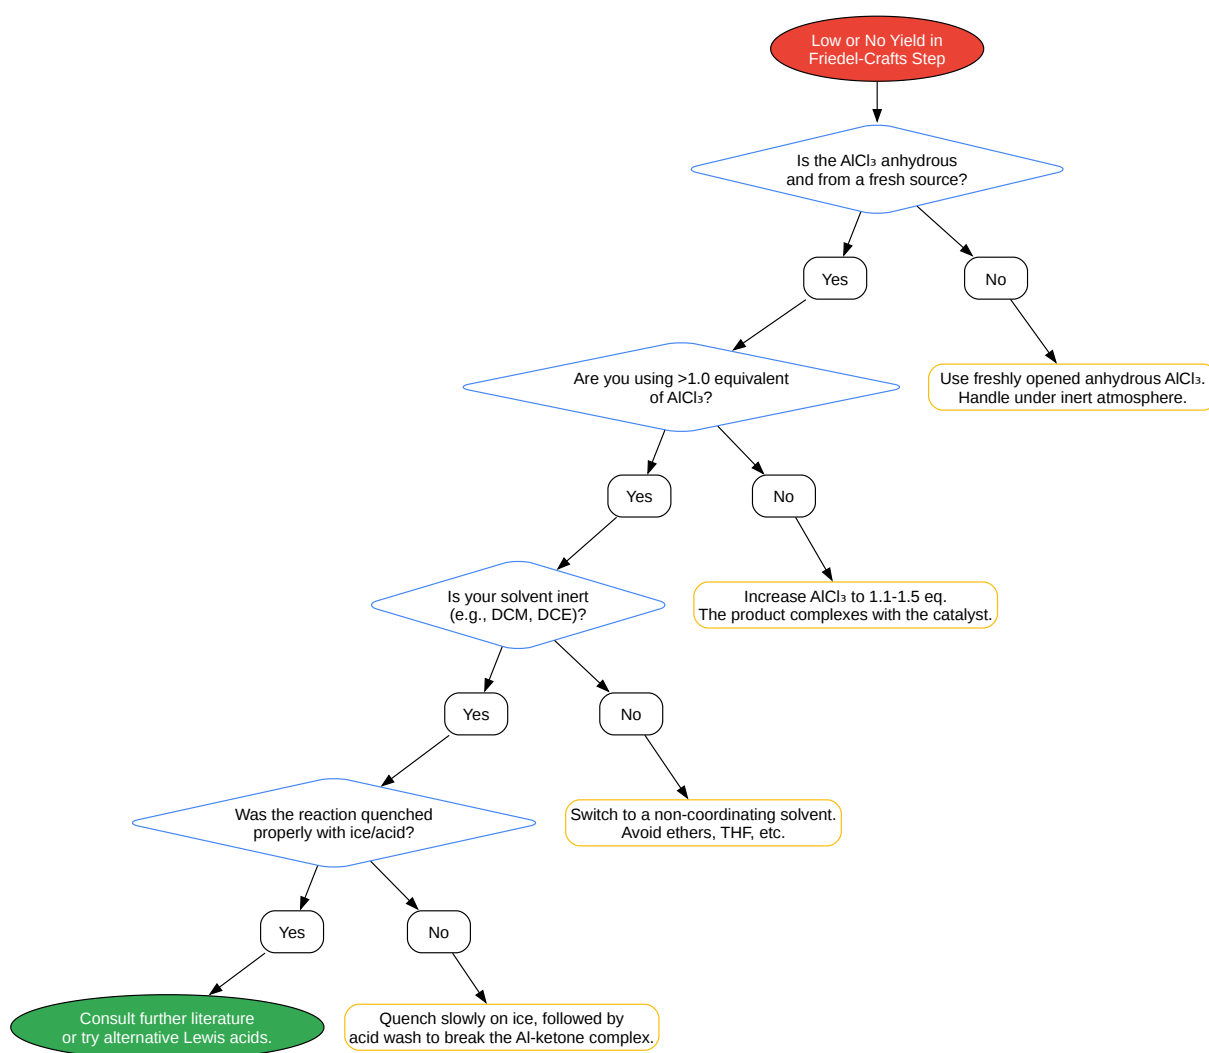 Low or No Yield in
Friedel-Crafts Step
Is the AlCl₃ anhydrous
and from a fresh source?
Yes
No
Use freshly opened anhydrous AlCl₃.
Handle under inert atmosphere.
Are you using >1.0 equivalent
of AlCl₃?
Yes
No
Increase AlCl₃ to 1.1-1.5 eq.
The product complexes with the catalyst.
Is your solvent inert
(e.g., DCM, DCE)?
Yes
No
Switch to a non-coordinating solvent.
Avoid ethers, THF, etc.
Was the reaction quenched
properly with ice/acid?
Yes
No
Consult further literature
or try alternative Lewis acids.
Quench slowly on ice, followed by
acid wash to break the Al-ketone complex.